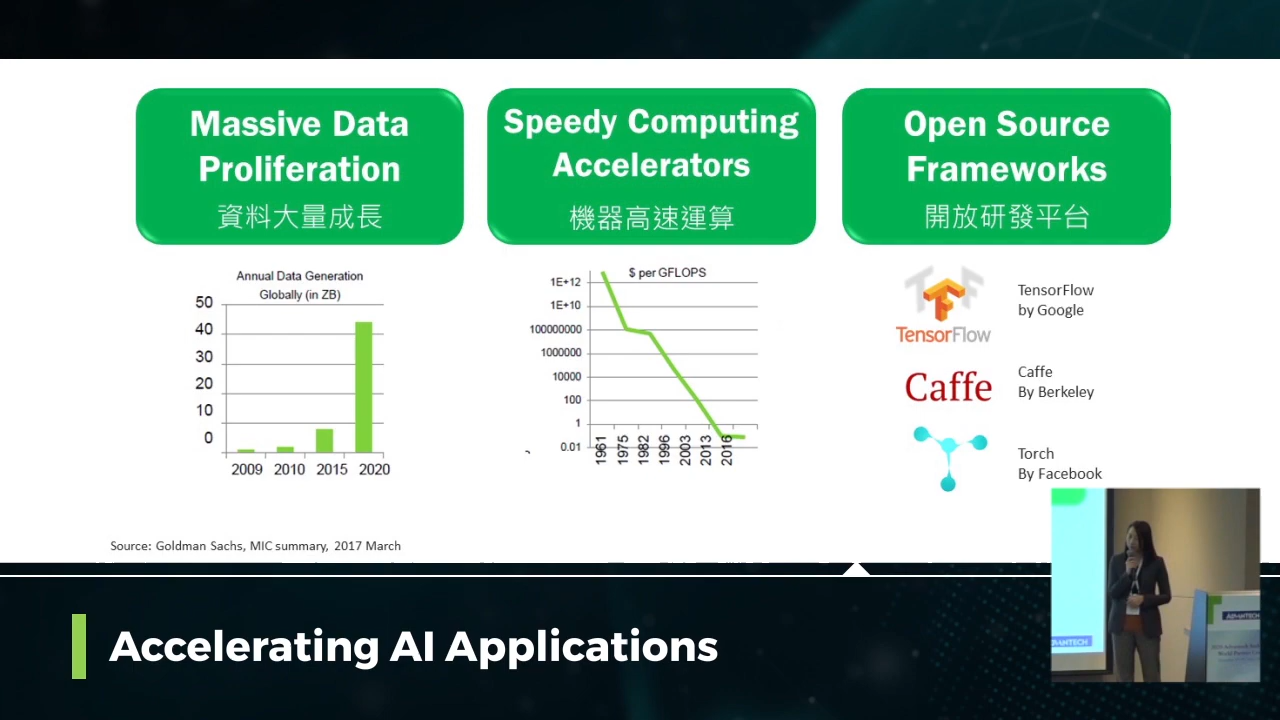 Massive Data
Proliferation
資料大量成長
Speedy Computing
Accelerators
機器高速運算
Open Source
Frameworks
開放研發平台
Annual Data Generation
Globally (in ZB)
50
40
30
20
10
0
2009 2010 2015 2020
$ per GFLOPS
1E+12
1E+10
100000000
1000000
10000
100
1
0.01
1961 1975 1982 1996 2003 2013 2016
TensorFlow
TensorFlow
by Google
Caffe
Caffe
By Berkeley
Torch
By Facebook
Source: Goldman Sachs, MIC summary, 2017 March
ADVANTECH
Accelerating AI Applications